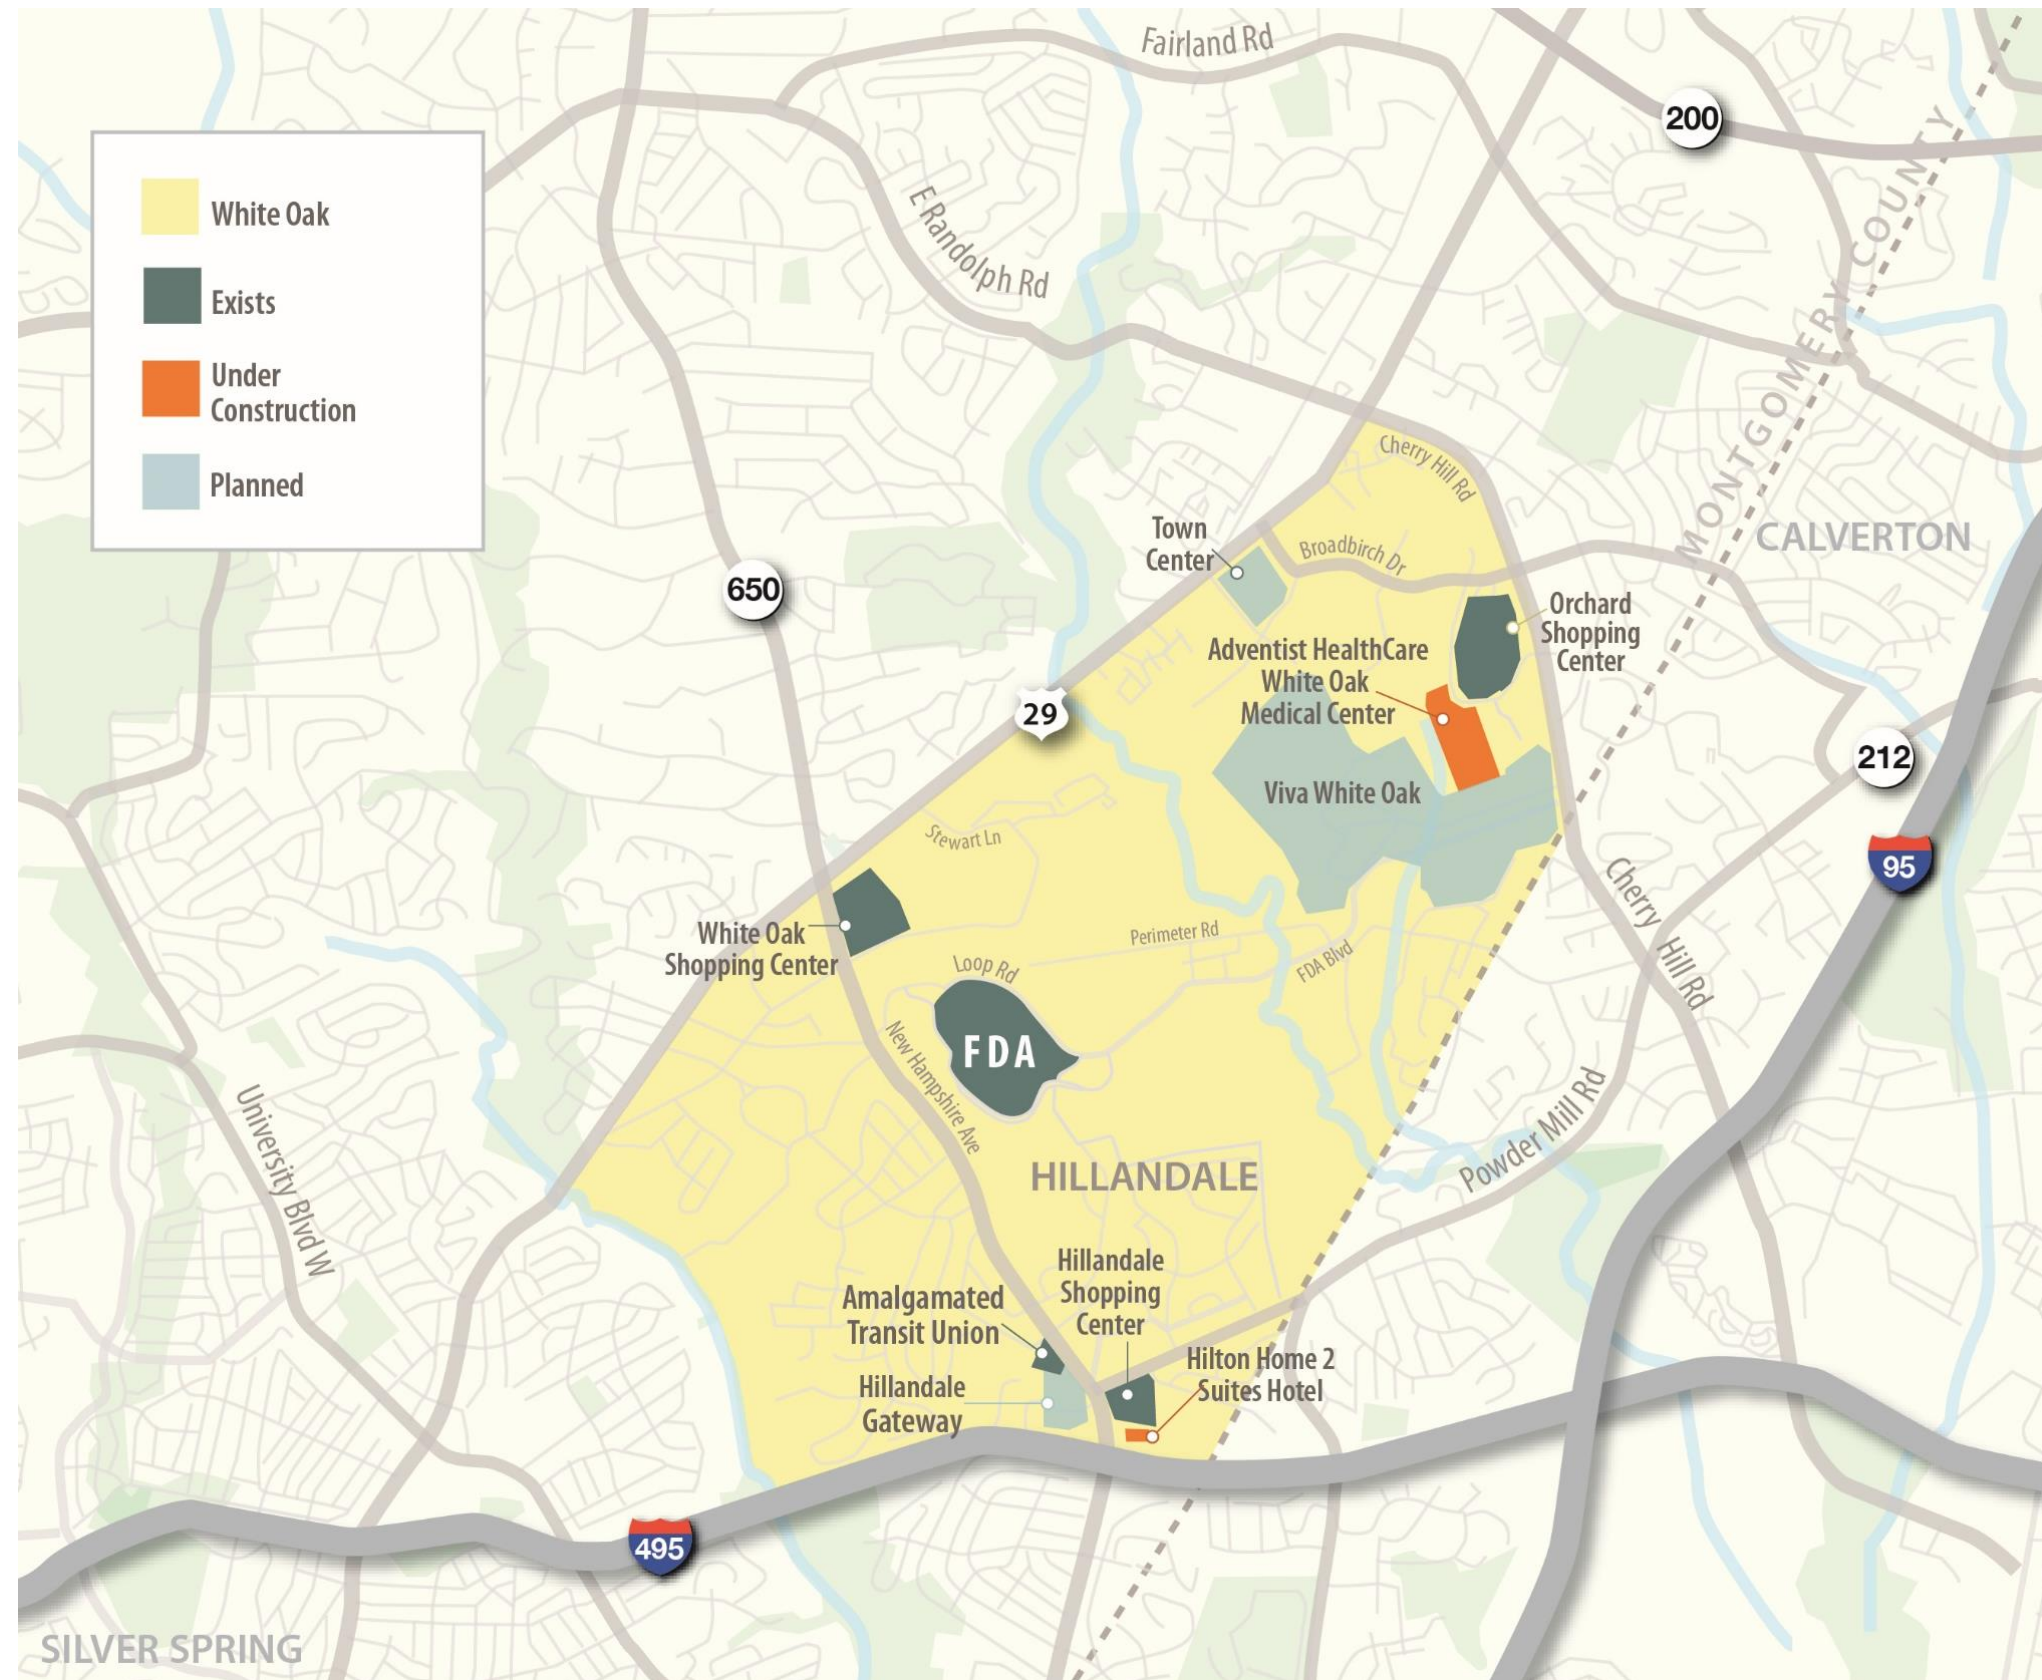 Fairland Rd
200
White Oak
Exists
Under
Construction
Planned
E Randolph Rd
MONTGOMERY COUNTY
Cherry Hill Rd
CALVERTON
Town
Center
Broadbirch Dr
650
Orchard
Shopping
Center
Adventist HealthCare
White Oak
Medical Center
29
212
Viva White Oak
Stewart Ln
95
Cherry Hill Rd
White Oak
Shopping Center
Perimeter Rd
Loop Rd
FDA Blvd
FDA
New Hampshire Ave
University Blvd W
Powder Mill Rd
HILLANDALE
Hillandale
Shopping
Center
Amalgamated
Transit Union
Hilton Home 2
Suites Hotel
Hillandale
Gateway
495
SILVER SPRING